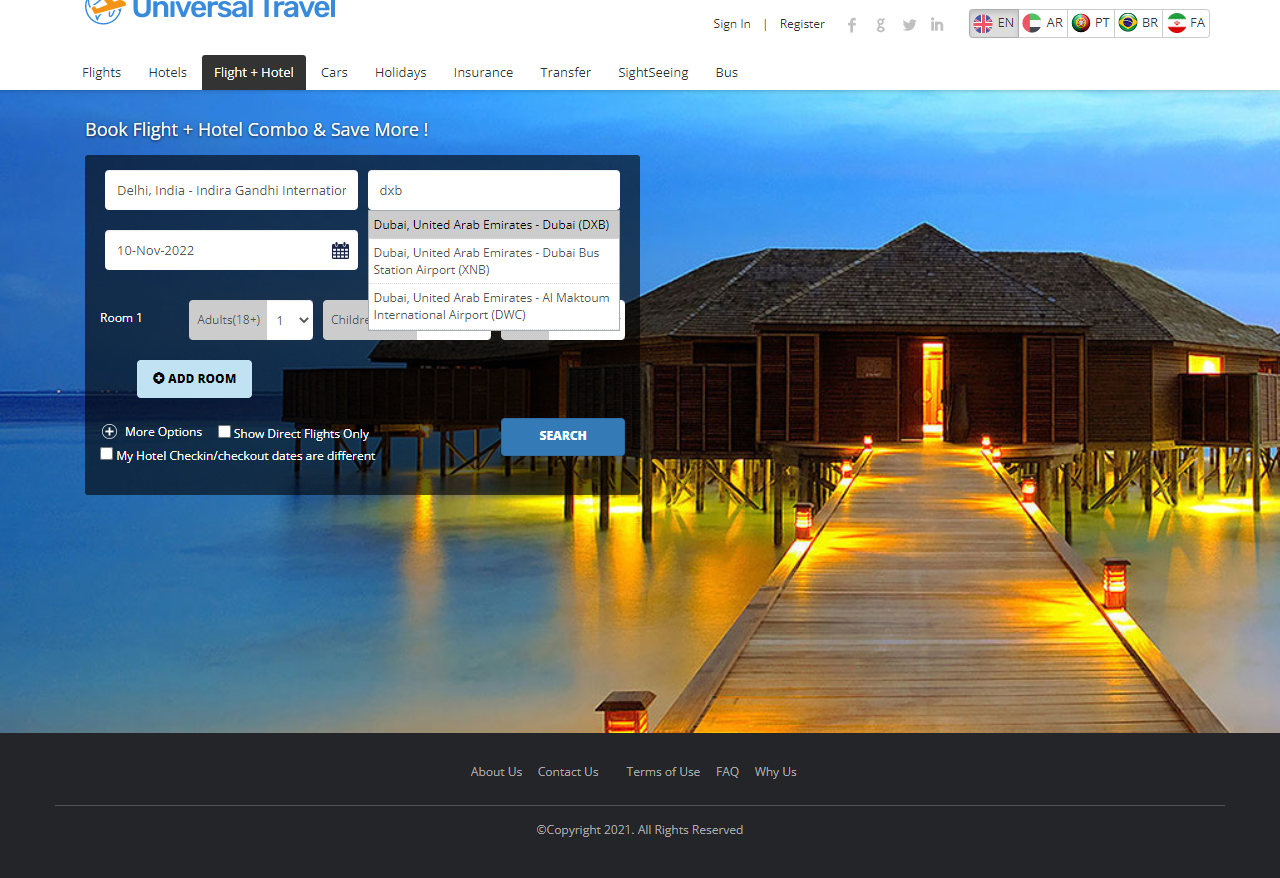 Universal Travel
Sign In | Register
EN AR PT BR FA
Flights Hotels Flight + Hotel Cars Holidays Insurance Transfer SightSeeing Bus
Book Flight + Hotel Combo & Save More !
Delhi, India - Indira Gandhi Internation
dxb
Dubai, United Arab Emirates - Dubai (DXB)
Dubai, United Arab Emirates - Dubai Bus
Station Airport (XNB)
Dubai, United Arab Emirates - Al Maktoum
International Airport (DWC)
10-Nov-2022
Room 1 Adults(18+) 1 Childre
ADD ROOM
More Options Show Direct Flights Only
SEARCH
My Hotel Checkin/checkout dates are different
About Us Contact Us Terms of Use FAQ Why Us
©Copyright 2021. All Rights Reserved